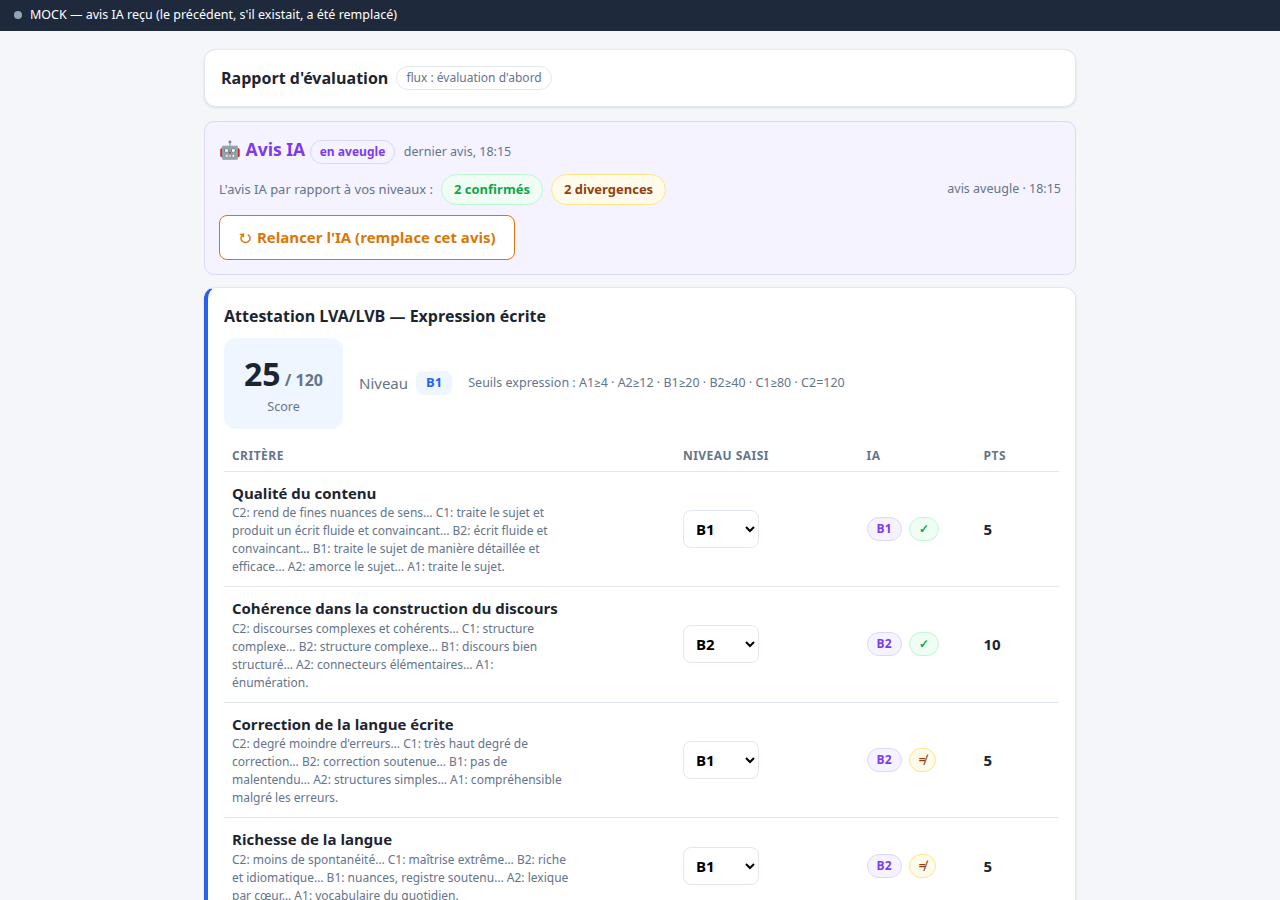 MOCK — avis IA reçu (le précédent, s'il existait, a été remplacé)
Rapport d'évaluation flux : évaluation d'abord
🤖 Avis IA en aveugle dernier avis, 18:15
L'avis IA par rapport à vos niveaux : 2 confirmés 2 divergences avis aveugle · 18:15
↻ Relancer l'IA (remplace cet avis)
Attestation LVA/LVB — Expression écrite
25 / 120
Score
Niveau B1 Seuils expression : A1≥4 · A2≥12 · B1≥20 · B2≥40 · C1≥80 · C2=120
CRITÈRE NIVEAU SAISI IA PTS
Qualité du contenu
C2: rend de fines nuances de sens... C1: traite le sujet et
produit un écrit fluide et convaincant... B2: écrit fluide et
convaincant... B1: traite le sujet de manière détaillée et
efficace... A2: amorce le sujet... A1: traite le sujet.
B1 B1 ✓ 5
Cohérence dans la construction du discours
C2: discourses complexes et cohérents... C1: structure
complexe... B2: structure complexe... B1: discours bien
structuré... A2: connecteurs élémentaires... A1:
énumération.
B2 B2 ✓ 10
Correction de la langue écrite
C2: degré moindre d'erreurs... C1: très haut degré de
correction... B2: correction soutenue... B1: pas de
malentendu... A2: structures simples... A1: compréhensible
malgré les erreurs.
B1 B2 ≠ 5
Richesse de la langue
C2: moins de spontanéité... C1: maîtrise extrême... B2: riche
et idiomatique... B1: nuances, registre soutenu... A2: lexique
par cœur... A1: vocabulaire du quotidien.
B1 B2 ≠ 5